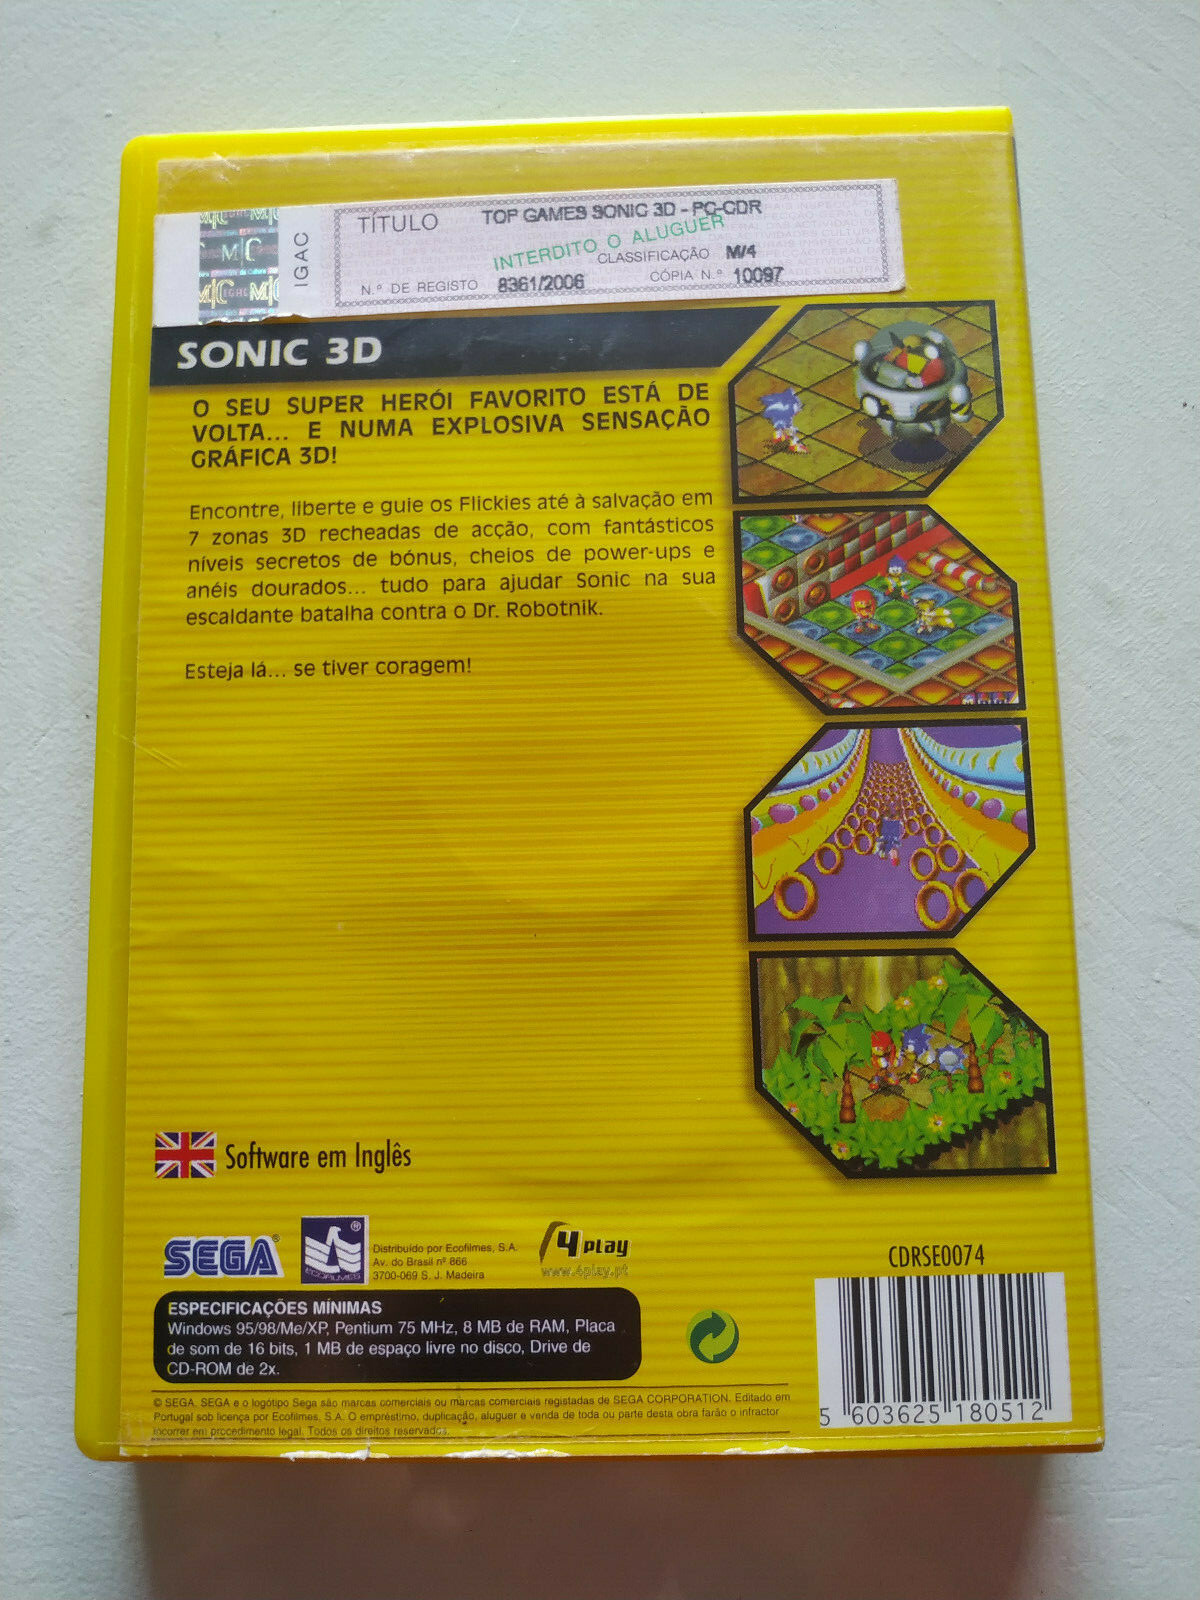 TÍTULO TOP GAMES SONIC 3D - PC-CDR
INTERDITO O ALUGUER
CLASSIFICAÇÃO M/4
N.º DE REGISTO 8361/2006 CÓPIA N.º 10097
IGAC
M|C
SONIC 3D
O SEU SUPER HERÓI FAVORITO ESTÁ DE
VOLTA... E NUMA EXPLOSIVA SENSAÇÃO
GRÁFICA 3D!
Encontre, liberte e guie os Flickies até à salvação em
7 zonas 3D recheadas de acção, com fantásticos
níveis secretos de bónus, cheios de power-ups e
anéis dourados... tudo para ajudar Sonic na sua
escaldante batalha contra o Dr. Robotnik.
Esteja lá... se tiver coragem!
Software em Inglês
SEGA®
ECOFILMES ®
Distribuído por Ecofilmes, S.A.
Av. do Brasil nº 866
3700-069 S. J. Madeira
4play
www.4play.pt
CDRSE0074
ESPECIFICAÇÕES MÍNIMAS
Windows 95/98/Me/XP, Pentium 75 MHz, 8 MB de RAM, Placa
de som de 16 bits, 1 MB de espaço livre no disco, Drive de
CD-ROM de 2x.
© SEGA. SEGA e o logótipo Sega são marcas comerciais ou marcas comerciais registadas de SEGA CORPORATION. Editado em
Portugal sob licença por Ecofilmes, S.A. O empréstimo, duplicação, aluguer e venda de toda ou parte desta obra farão o infractor
incorrer em procedimento legal. Todos os direitos reservados.
5 603625 180512